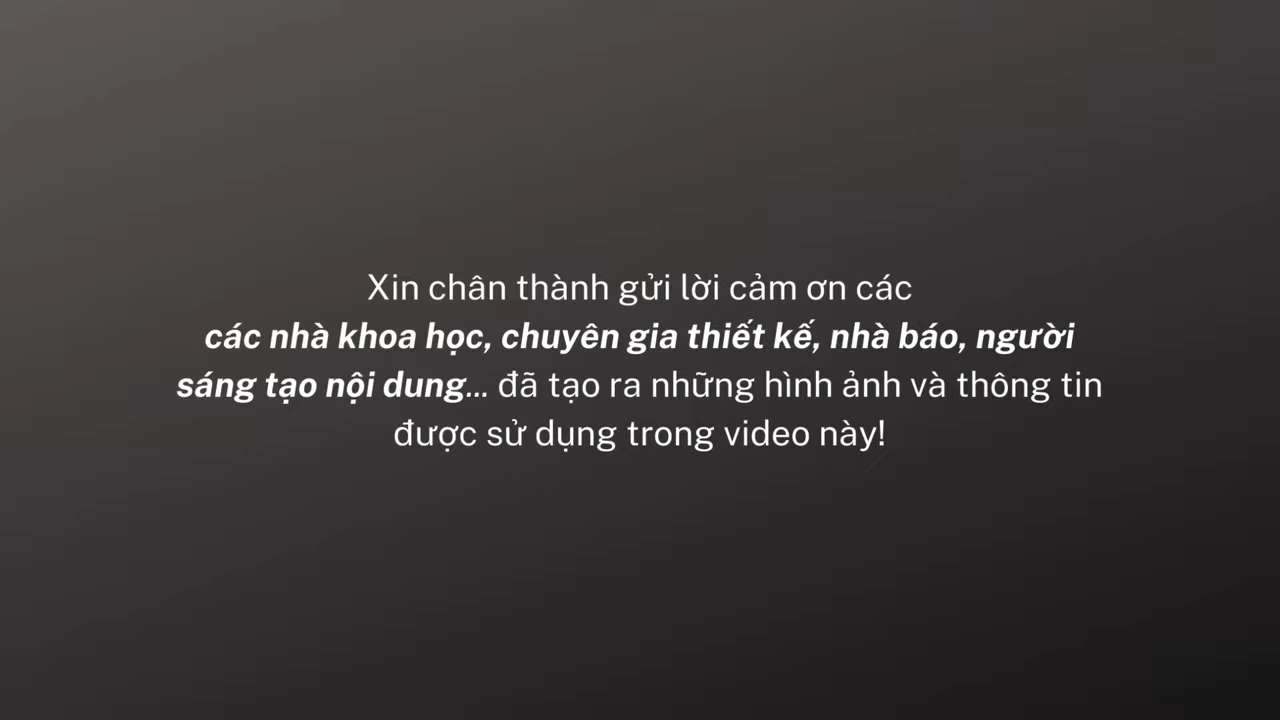 Xin chân thành gửi lời cảm ơn các
các nhà khoa học, chuyên gia thiết kế, nhà báo, người
sáng tạo nội dung... đã tạo ra những hình ảnh và thông tin
được sử dụng trong video này!